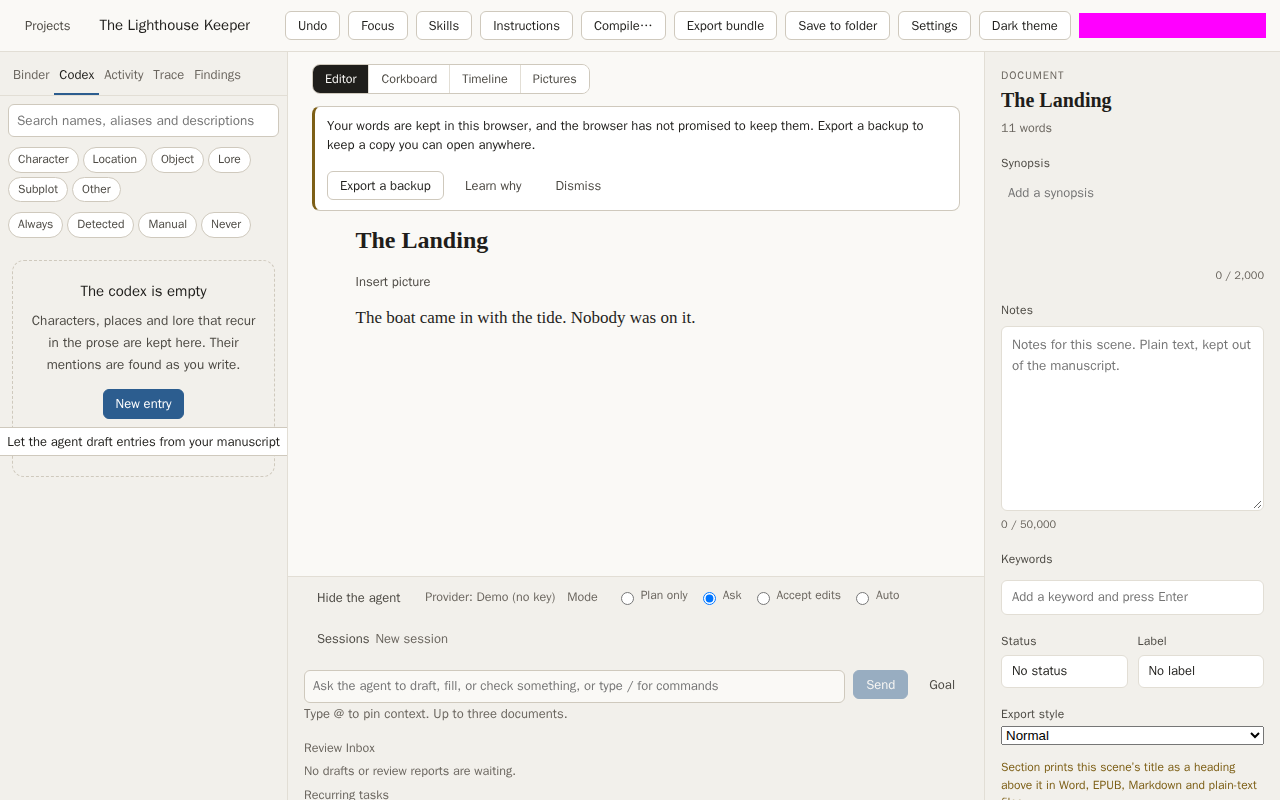 Projects
The Lighthouse Keeper
Undo
Focus
Skills
Instructions
Compile···
Export bundle
Save to folder
Settings
Dark theme
Binder
Codex
Activity
Trace
Findings
Search names, aliases and descriptions
Character
Location
Object
Lore
Subplot
Other
Always
Detected
Manual
Never
The codex is empty
Characters, places and lore that recur
in the prose are kept here. Their
mentions are found as you write.
New entry
Let the agent draft entries from your manuscript
Editor
Corkboard
Timeline
Pictures
Your words are kept in this browser, and the browser has not promised to keep them. Export a backup to
keep a copy you can open anywhere.
Export a backup
Learn why
Dismiss
The Landing
Insert picture
The boat came in with the tide. Nobody was on it.
Hide the agent
Provider: Demo (no key)
Mode
Plan only
Ask
Accept edits
Auto
Sessions
New session
Ask the agent to draft, fill, or check something, or type / for commands
Send
Goal
Type @ to pin context. Up to three documents.
Review Inbox
No drafts or review reports are waiting.
Recurring tasks
DOCUMENT
The Landing
11 words
Synopsis
Add a synopsis
0 / 2,000
Notes
Notes for this scene. Plain text, kept out
of the manuscript.
0 / 50,000
Keywords
Add a keyword and press Enter
Status
Label
No status
No label
Export style
Normal
Section prints this scene's title as a heading
above it in Word, EPUB, Markdown and plain-text